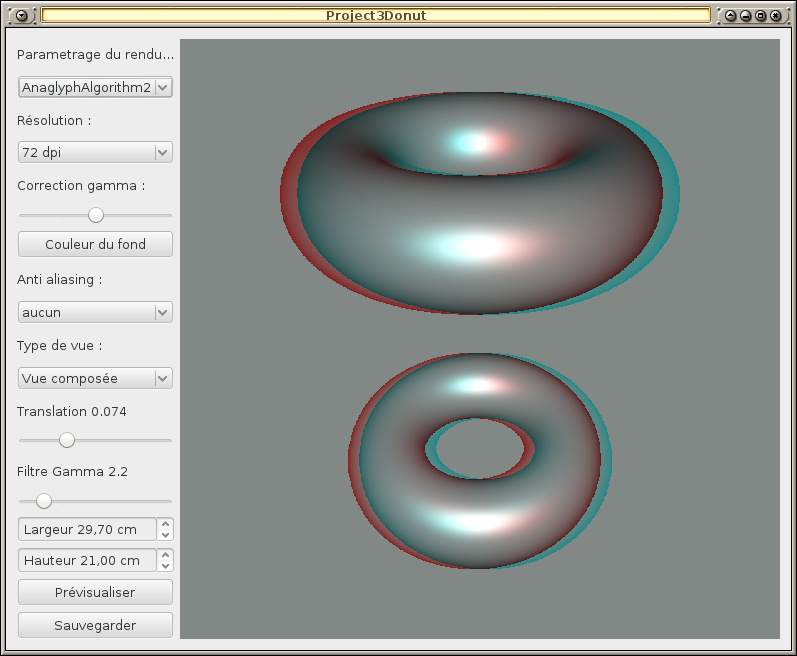 Project3Donut
Parametrage du rendu...
AnaglyphAlgorithm2
Résolution :
72 dpi
Correction gamma :
Couleur du fond
Anti aliasing :
aucun
Type de vue :
Vue composée
Translation 0.074
Filtre Gamma 2.2
Largeur 29,70 cm
Hauteur 21,00 cm
Prévisualiser
Sauvegarder